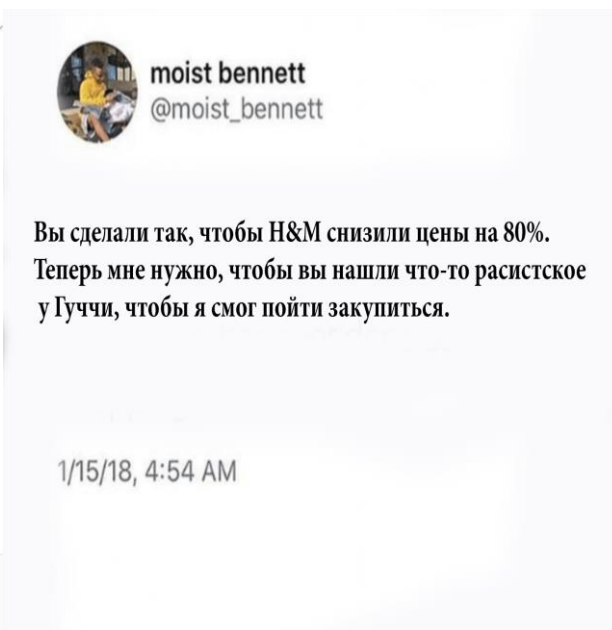 moist bennett
@moist_bennett
Вы сделали так, чтобы H&M снизили цены на 80%.
Теперь мне нужно, чтобы вы нашли что-то расистское
у Гуччи, чтобы я смог пойти закупиться.
1/15/18, 4:54 AM